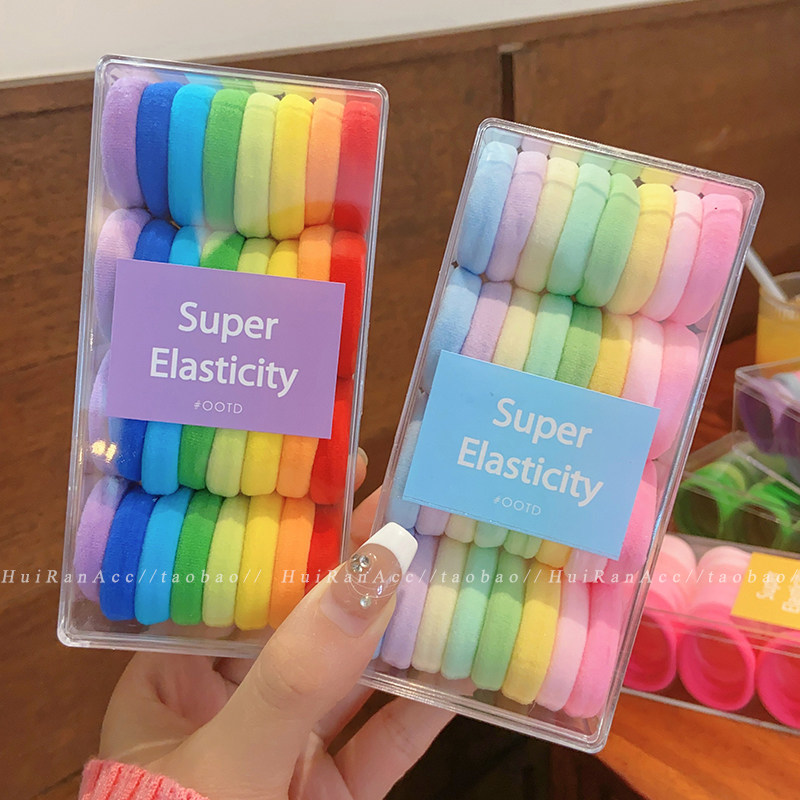 Super
Elasticity
#OOTD
Super
Elasticity
#OOTD
HuiRanAcc//taobao// HuiRanAcc//taobao// HuiRanAcc//taobao